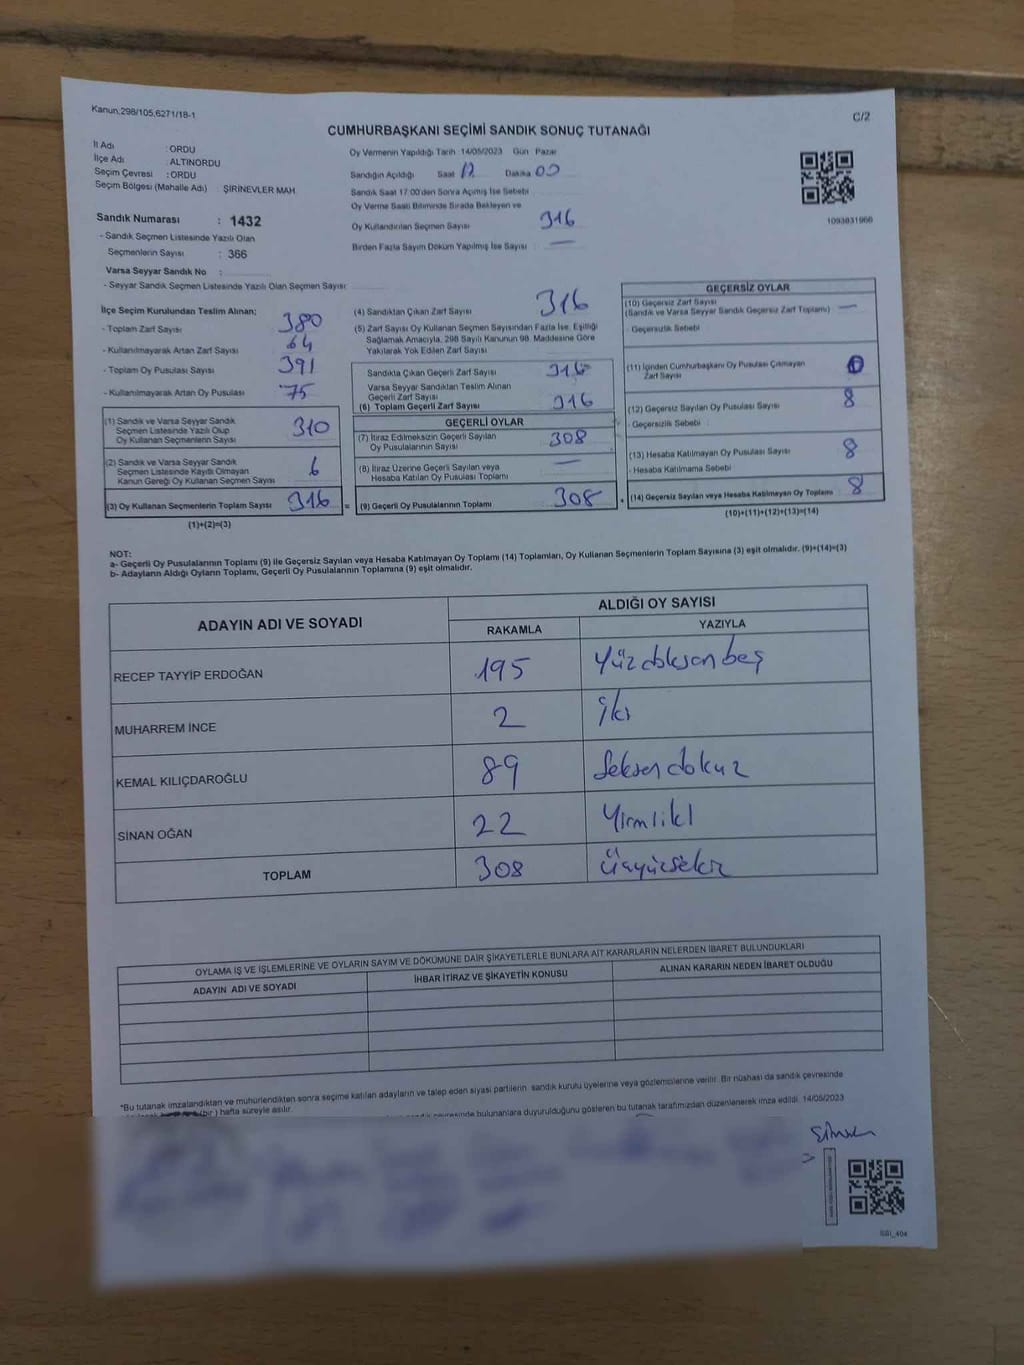 Kanun:298/105,6271/18-1
C/2
CUMHURBAŞKANI SEÇİMİ SANDIK SONUÇ TUTANAĞI
İl Adı : ORDU
İlçe Adı : ALTINORDU
Seçim Çevresi : ORDU
Seçim Bölgesi (Mahalle Adı) : ŞİRİNEVLER MAH.
Sandık Numarası : 1432
- Sandık Seçmen Listesinde Yazılı Olan
Seçmenlerin Sayısı : 366
Varsa Seyyar Sandık No :
- Seyyar Sandık Seçmen Listesinde Yazılı Olan Seçmen Sayısı:
Oy Vermenin Yapıldığı Tarih :14/05/2023 Gün : Pazar
Sandığın Açıldığı Saat Dakika 00
Sandık Saat 17:00'den Sonra Açılmış İse Sebebi
Oy Verme Saati Bitiminde Sırada Bekleyen ve
Oy Kullandırılan Seçmen Sayısı 316
Birden Fazla Sayım Döküm Yapılmış İse Sayısı —
1093831966
İlçe Seçim Kurulundan Teslim Alınan;
- Toplam Zarf Sayısı 380
- Kullanılmayarak Artan Zarf Sayısı 64
- Toplam Oy Pusulası Sayısı 391
- Kullanılmayarak Artan Oy Pusulası 75
(1) Sandık ve Varsa Seyyar Sandık
Seçmen Listesinde Yazılı Olup
Oy Kullanan Seçmenlerin Sayısı 310
(2) Sandık ve Varsa Seyyar Sandık
Seçmen Listesinde Kaydı Olmayan
Kanun Gereği Oy Kullanan Seçmen Sayısı 6
(3) Oy Kullanan Seçmenlerin Toplam Sayısı 316 =
(1)+(2)=(3)
(4) Sandıktan Çıkan Zarf Sayısı 316
(5) Zarf Sayısı Oy Kullanan Seçmen Sayısından Fazla İse, Eşitliği
Sağlamak Amacıyla, 298 Sayılı Kanunun 98. Maddesine Göre
Yakılarak Yok Edilen Zarf Sayısı
Sandıkta Çıkan Geçerli Zarf Sayısı 316
Varsa Seyyar Sandıktan Teslim Alınan
Geçerli Zarf Sayısı
(6) Toplam Geçerli Zarf Sayısı 316
GEÇERLİ OYLAR
(7) İtiraz Edilmeksizin Geçerli Sayılan
Oy Pusulalarının Sayısı 308
(8) İtiraz Üzerine Geçerli Sayılan veya
Hesaba Katılan Oy Pusulası Toplamı —
(9) Geçerli Oy Pusulalarının Toplamı 308 +
GEÇERSİZ OYLAR
(10) Geçersiz Zarf Sayısı
(Sandık ve Varsa Seyyar Sandık Geçersiz Zarf Toplamı) —
- Geçersizlik Sebebi
(11) İçinden Cumhurbaşkanı Oy Pusulası Çıkmayan
Zarf Sayısı 0
(12) Geçersiz Sayılan Oy Pusulası Sayısı 8
- Geçersizlik Sebebi :
(13) Hesaba Katılmayan Oy Pusulası Sayısı 8
- Hesaba Katılmama Sebebi
(14) Geçersiz Sayılan veya Hesaba Katılmayan Oy Toplamı 8
(10)+(11)+(12)+(13)=(14)
NOT:
a- Geçerli Oy Pusulalarının Toplamı (9) ile Geçersiz Sayılan veya Hesaba Katılmayan Oy Toplamı (14) Toplamları, Oy Kullanan Seçmenlerin Toplam Sayısına (3) eşit olmalıdır. (9)+(14)=(3)
b- Adayların Aldığı Oyların Toplamı, Geçerli Oy Pusulalarının Toplamına (9) eşit olmalıdır.
ADAYIN ADI VE SOYADI
ALDIĞI OY SAYISI
RAKAMLA YAZIYLA
RECEP TAYYİP ERDOĞAN 195 Yüzdoksanbeş
MUHARREM İNCE 2 iki
KEMAL KILIÇDAROĞLU 89 Seksendokuz
SİNAN OĞAN 22 Yirmiiki
TOPLAM 308 Üçyüzsekiz
OYLAMA İŞ VE İŞLEMLERİNE VE OYLARIN SAYIM VE DÖKÜMÜNE DAİR ŞİKAYETLERLE BUNLARA AİT KARARLARIN NELERDEN İBARET BULUNDUKLARI
ADAYIN ADI VE SOYADI İHBAR İTİRAZ VE ŞİKAYETİN KONUSU ALINAN KARARIN NEDEN İBARET OLDUĞU
*Bu tutanak imzalandıktan ve mühürlendikten sonra seçime katılan adayların ve talep eden siyasi partilerin sandık kurulu üyelerine veya gözlemcilerine verilir. Bir nüshası da sandık çevresinde
(bir) hafta süreyle asılır.
bulunanlara duyurulduğunu gösteren bu tutanak tarafımızdan düzenlenerek imza edildi. 14/05/2023
SSI_404